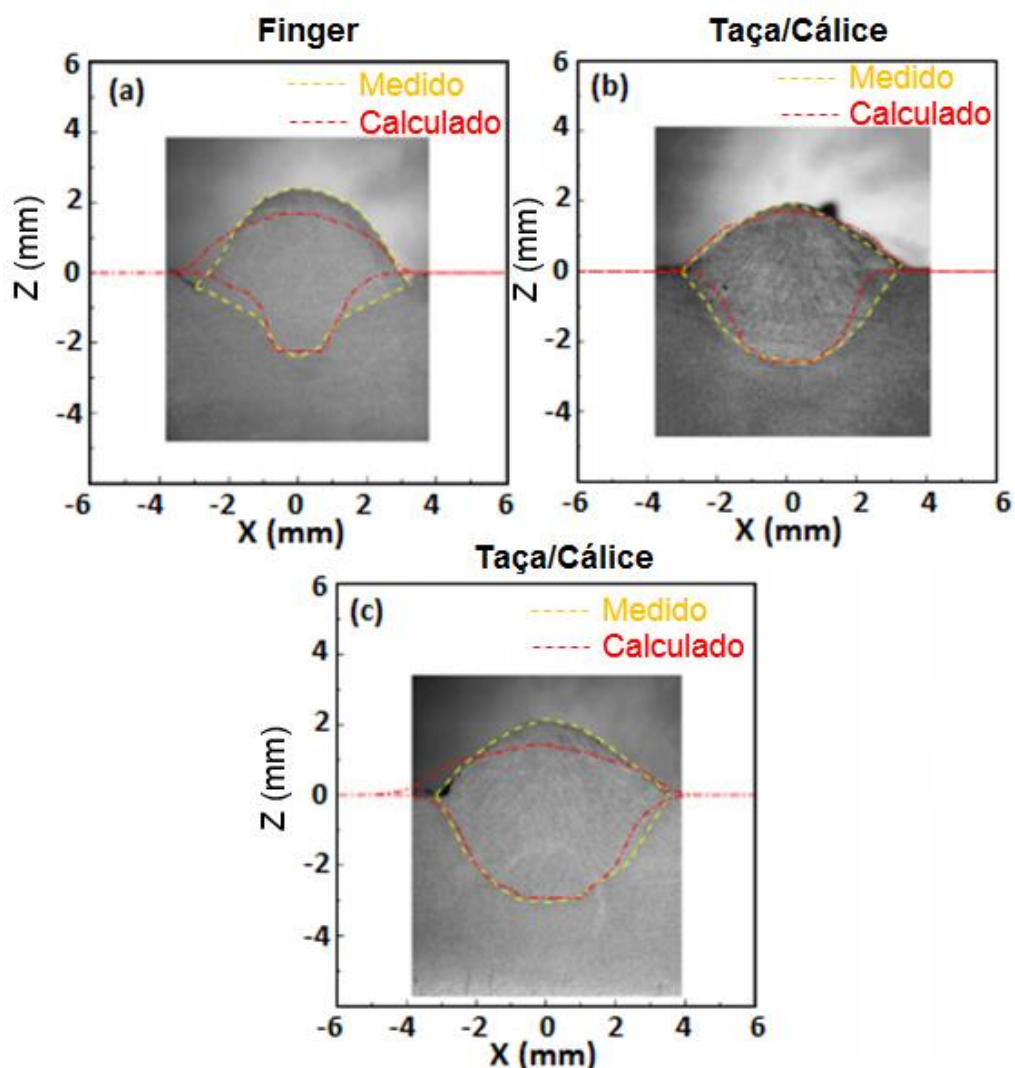 Finger
(a)
Medido
Calculado
Z (mm)
6
4
2
0
-2
-4
-6 -4 -2 0 2 4 6
X (mm)
Taça/Cálice
(b)
Medido
Calculado
Z (mm)
6
4
2
0
-2
-4
-6 -4 -2 0 2 4 6
X (mm)
Taça/Cálice
(c)
Medido
Calculado
Z (mm)
6
4
2
0
-2
-4
-6 -4 -2 0 2 4 6
X (mm)